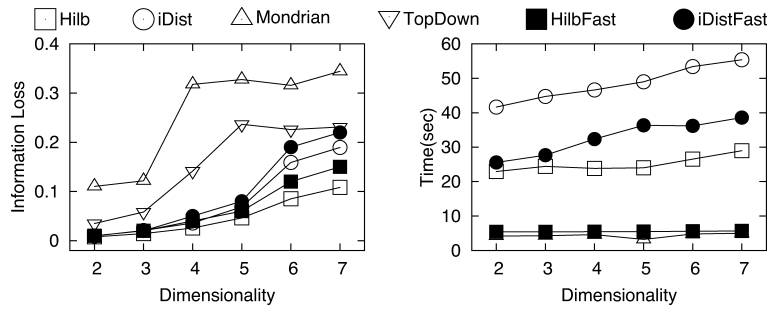 Hilb iDist Mondrian TopDown HilbFast iDistFast
0.4
0.3
0.2
0.1
0
Information Loss
2 3 4 5 6 7
Dimensionality
60
50
40
30
20
10
0
Time(sec)
2 3 4 5 6 7
Dimensionality